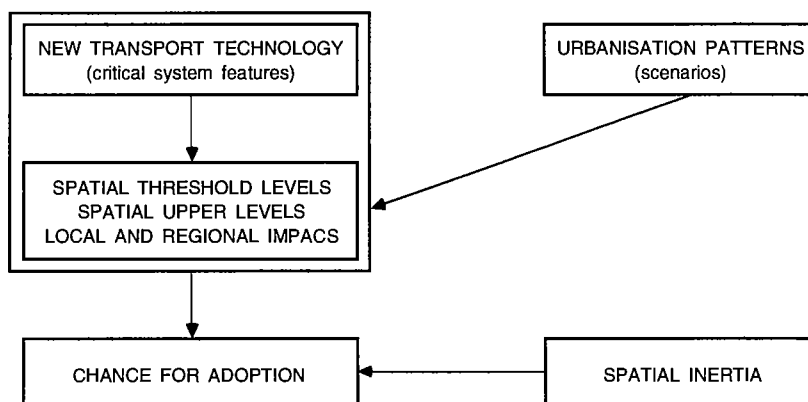 NEW TRANSPORT TECHNOLOGY
(critical system features)
URBANISATION PATTERNS
(scenarios)
SPATIAL THRESHOLD LEVELS
SPATIAL UPPER LEVELS
LOCAL AND REGIONAL IMPACS
CHANCE FOR ADOPTION
SPATIAL INERTIA